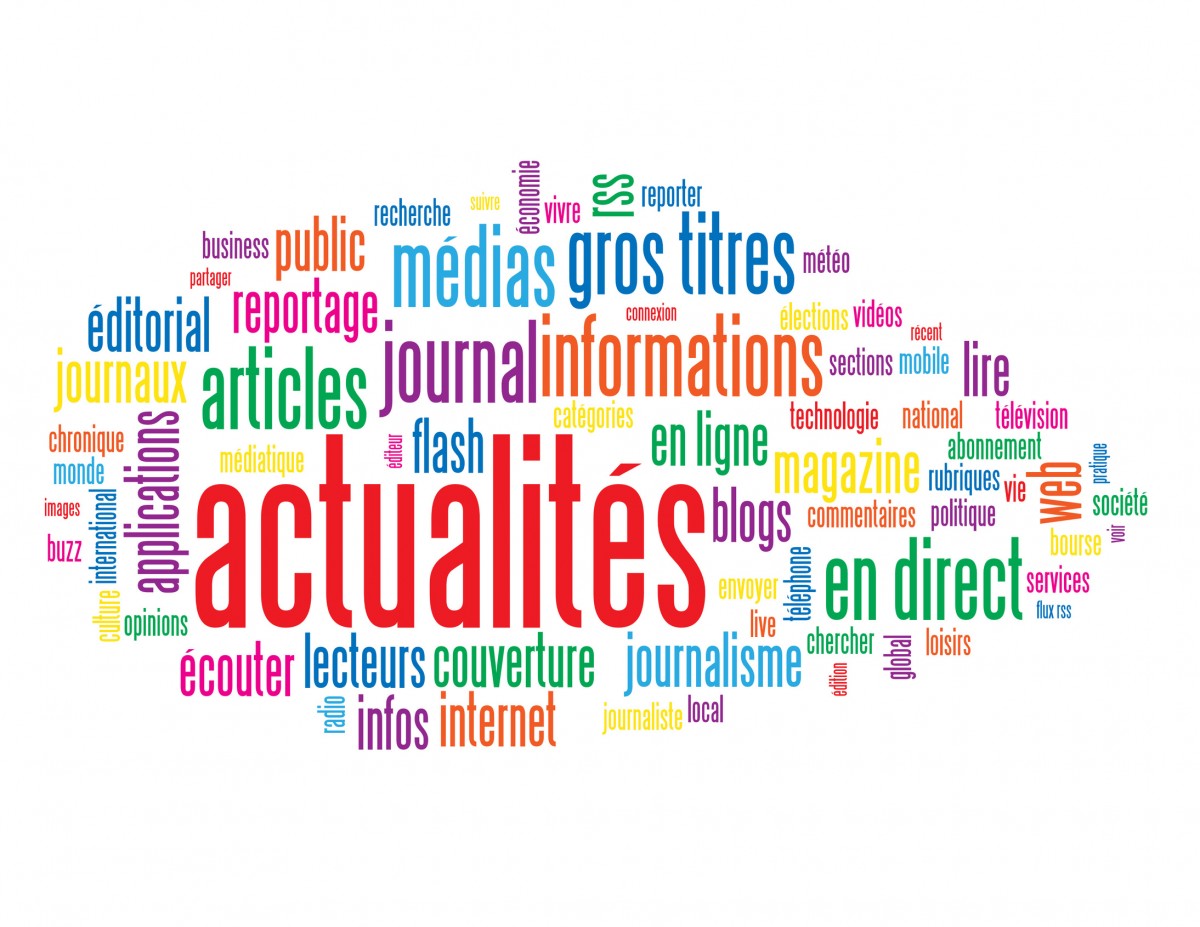 économie
rss
reporter
suivre
vivre
recherche
business
public
médias
gros titres
météo
partager
reportage
connexion
éditorial
élections
vidéos
récent
journal
informations
sections
mobile
lire
journaux
articles
catégories
technologie
national
télévision
chronique
applications
éditeur
flash
en ligne
abonnement
monde
médiatique
magazine
rubriques
vie
web
pratique
images
international
actualités
blogs
commentaires
politique
société
voir
buzz
bourse
culture
opinions
envoyer
téléphone
en direct
services
flux rss
live
chercher
global
loisirs
écouter
lecteurs
couverture
journalisme
édition
radio
infos
internet
journaliste
local